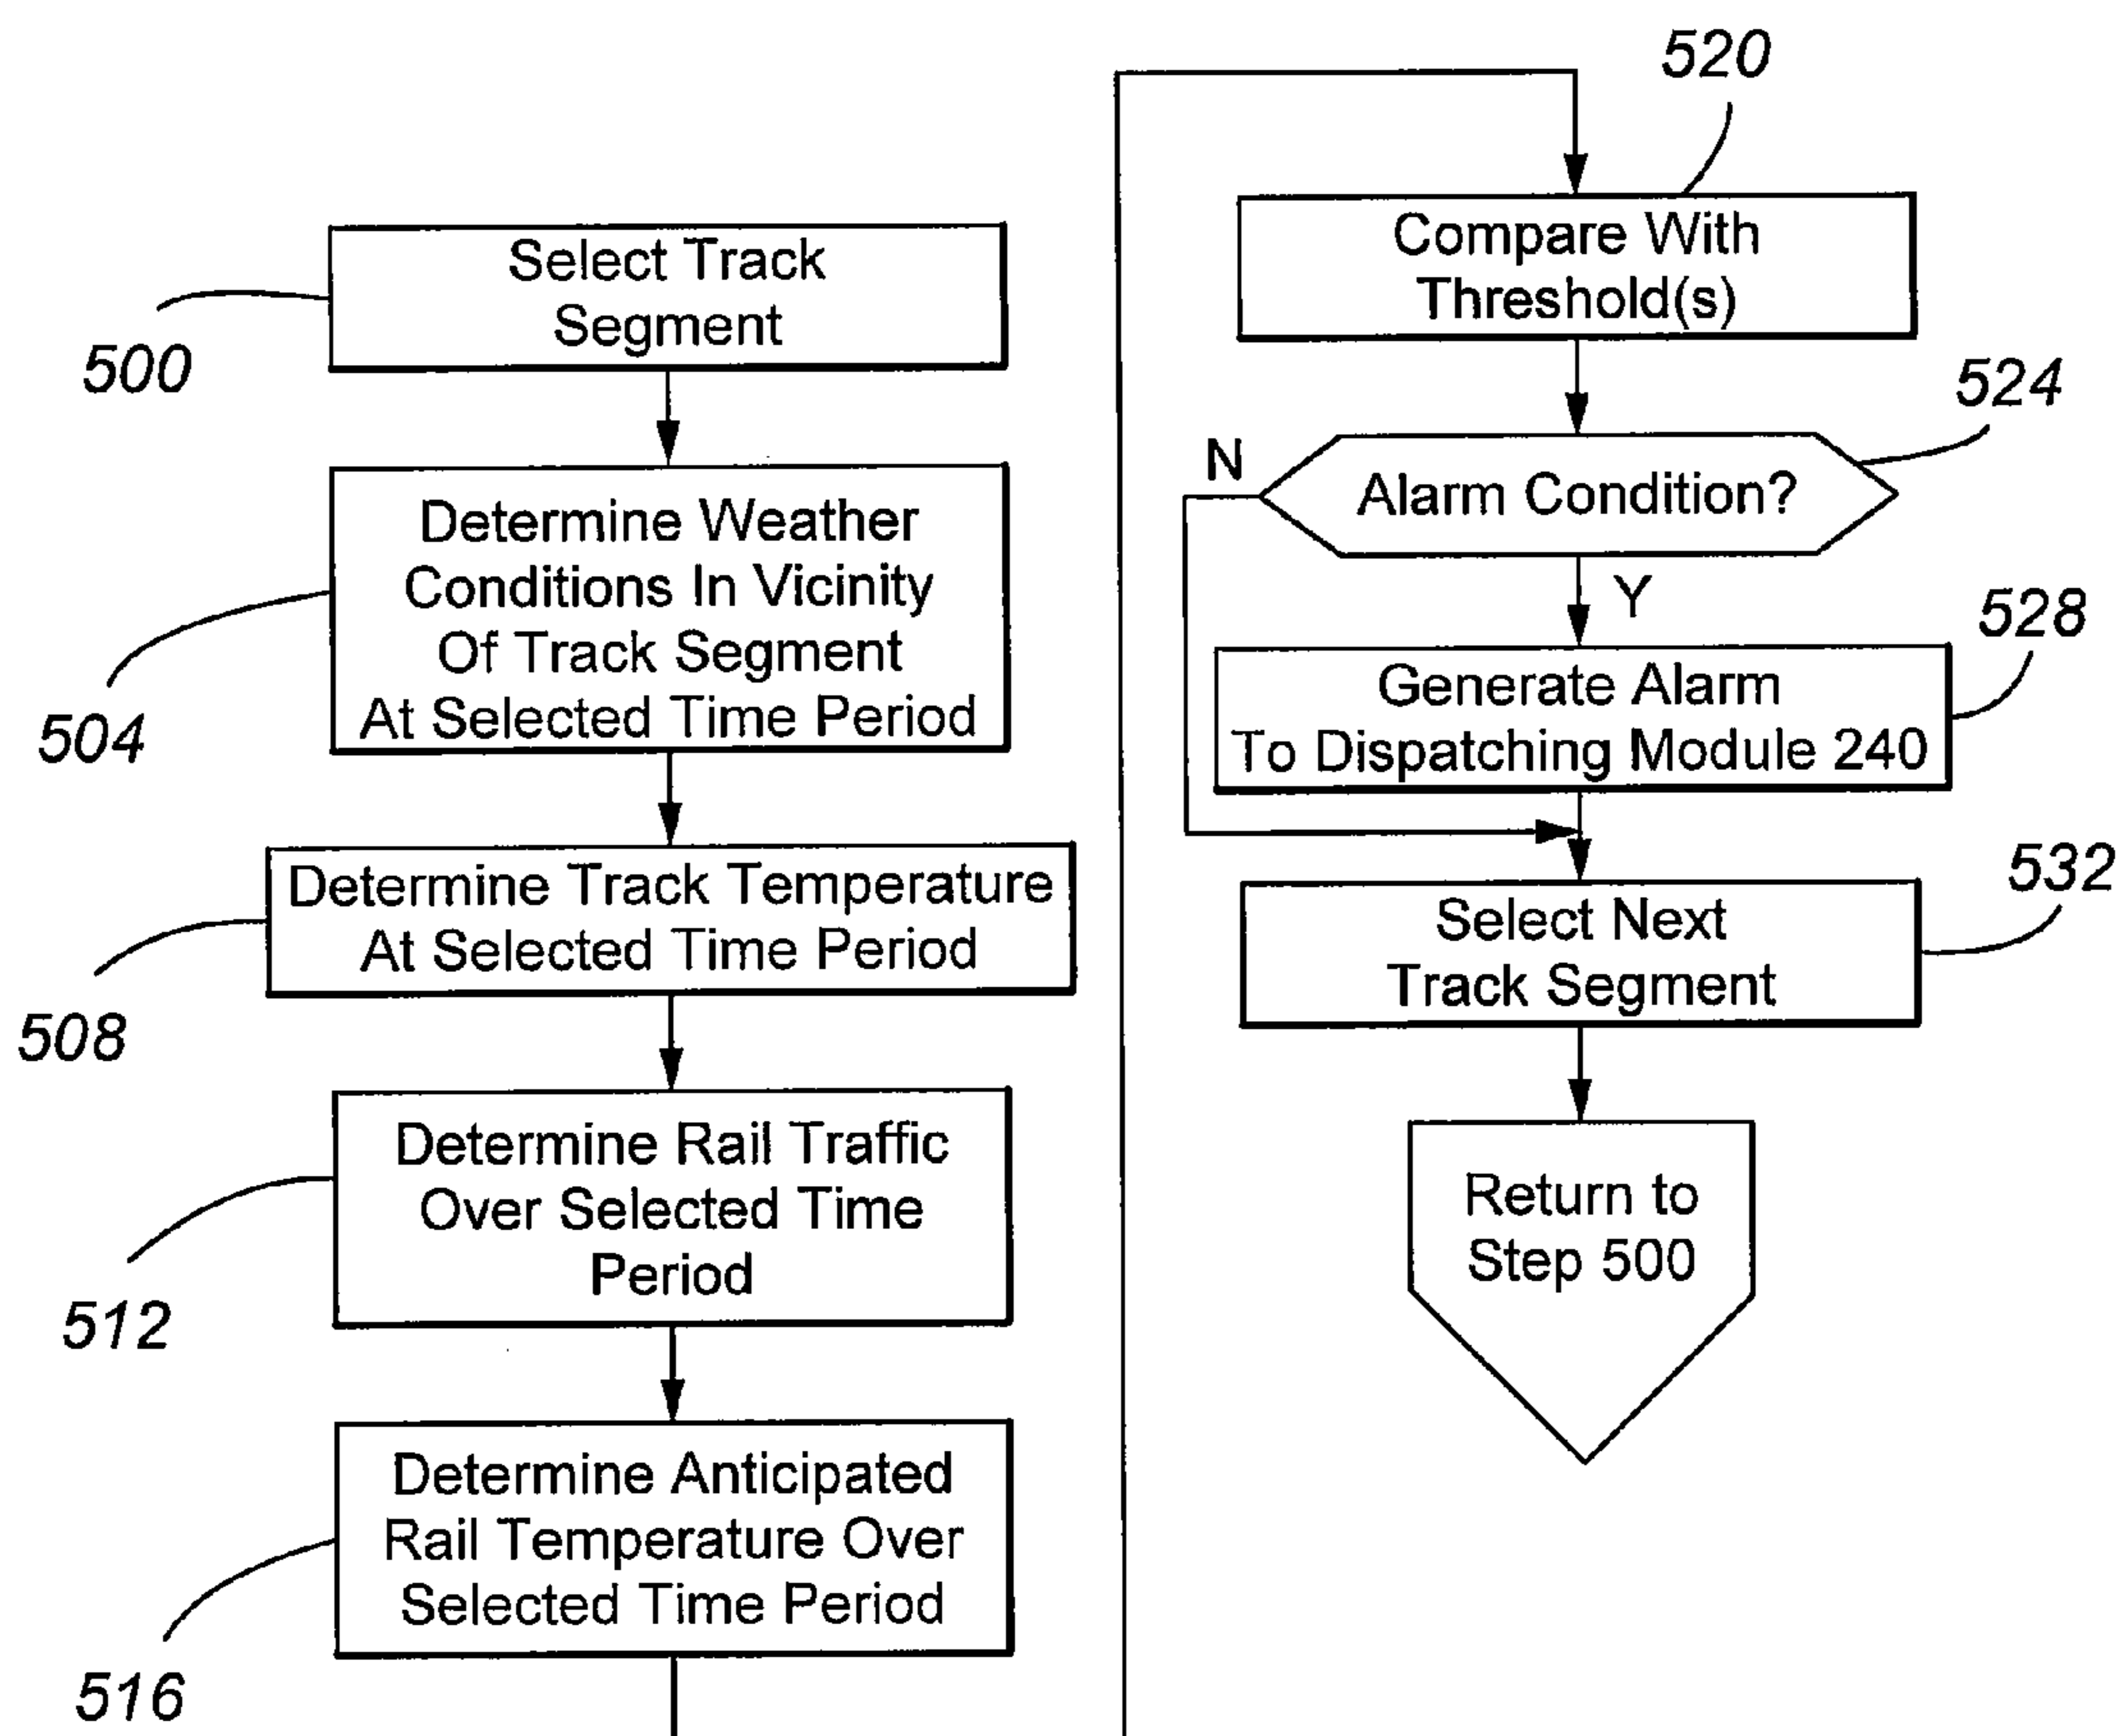 Select Track
Segment
500
Determine Weather
Conditions In Vicinity
Of Track Segment
At Selected Time Period
504
Determine Track Temperature
At Selected Time Period
508
Determine Rail Traffic
Over Selected Time
Period
512
Determine Anticipated
Rail Temperature Over
Selected Time Period
516
520
Compare With
Threshold(s)
524
N
Alarm Condition?
Y
528
Generate Alarm
To Dispatching Module 240
532
Select Next
Track Segment
Return to
Step 500